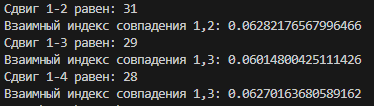 Сдвиг 1-2 равен: 31
Взаимный индекс совпадения 1,2: 0.06282176567996466
Сдвиг 1-3 равен: 29
Взаимный индекс совпадения 1,3: 0.06014800425111426
Сдвиг 1-4 равен: 28
Взаимный индекс совпадения 1,3: 0.06270163680589162